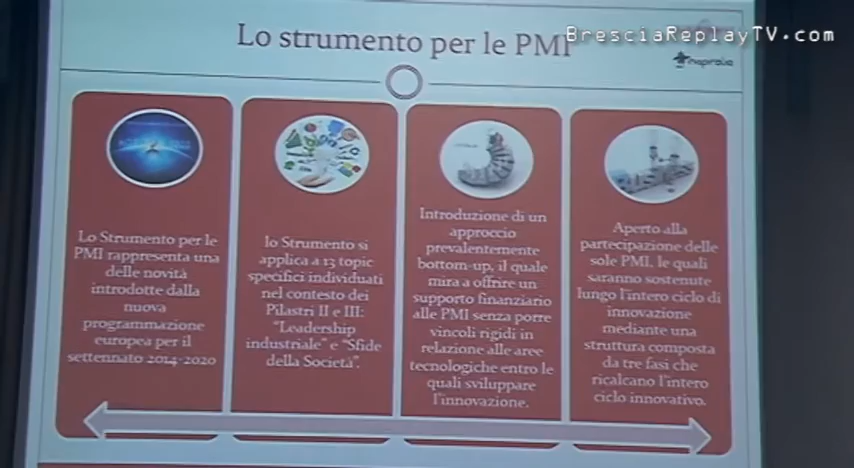 Lo strumento per le PMI
BresciaReplayTV.com
Lo Strumento per le
PMI rappresenta una
delle novità
introdotte dalla
nuova
programmazione
europea per il
settennato 2014-2020
lo Strumento si
applica a 13 topic
specifici individuati
nel contesto dei
Pilastri II e III:
"Leadership
industriale" e "Sfide
della Società".
Introduzione di un
approccio
prevalentemente
bottom-up, il quale
mira a offrire un
supporto finanziario
alle PMI senza porre
vincoli rigidi in
relazione alle aree
tecnologiche entro le
quali sviluppare
l'innovazione.
Aperto alla
partecipazione delle
sole PMI, le quali
saranno sostenute
lungo l'intero ciclo di
innovazione
mediante una
struttura composta
da tre fasi che
ricalcano l'intero
ciclo innovativo.